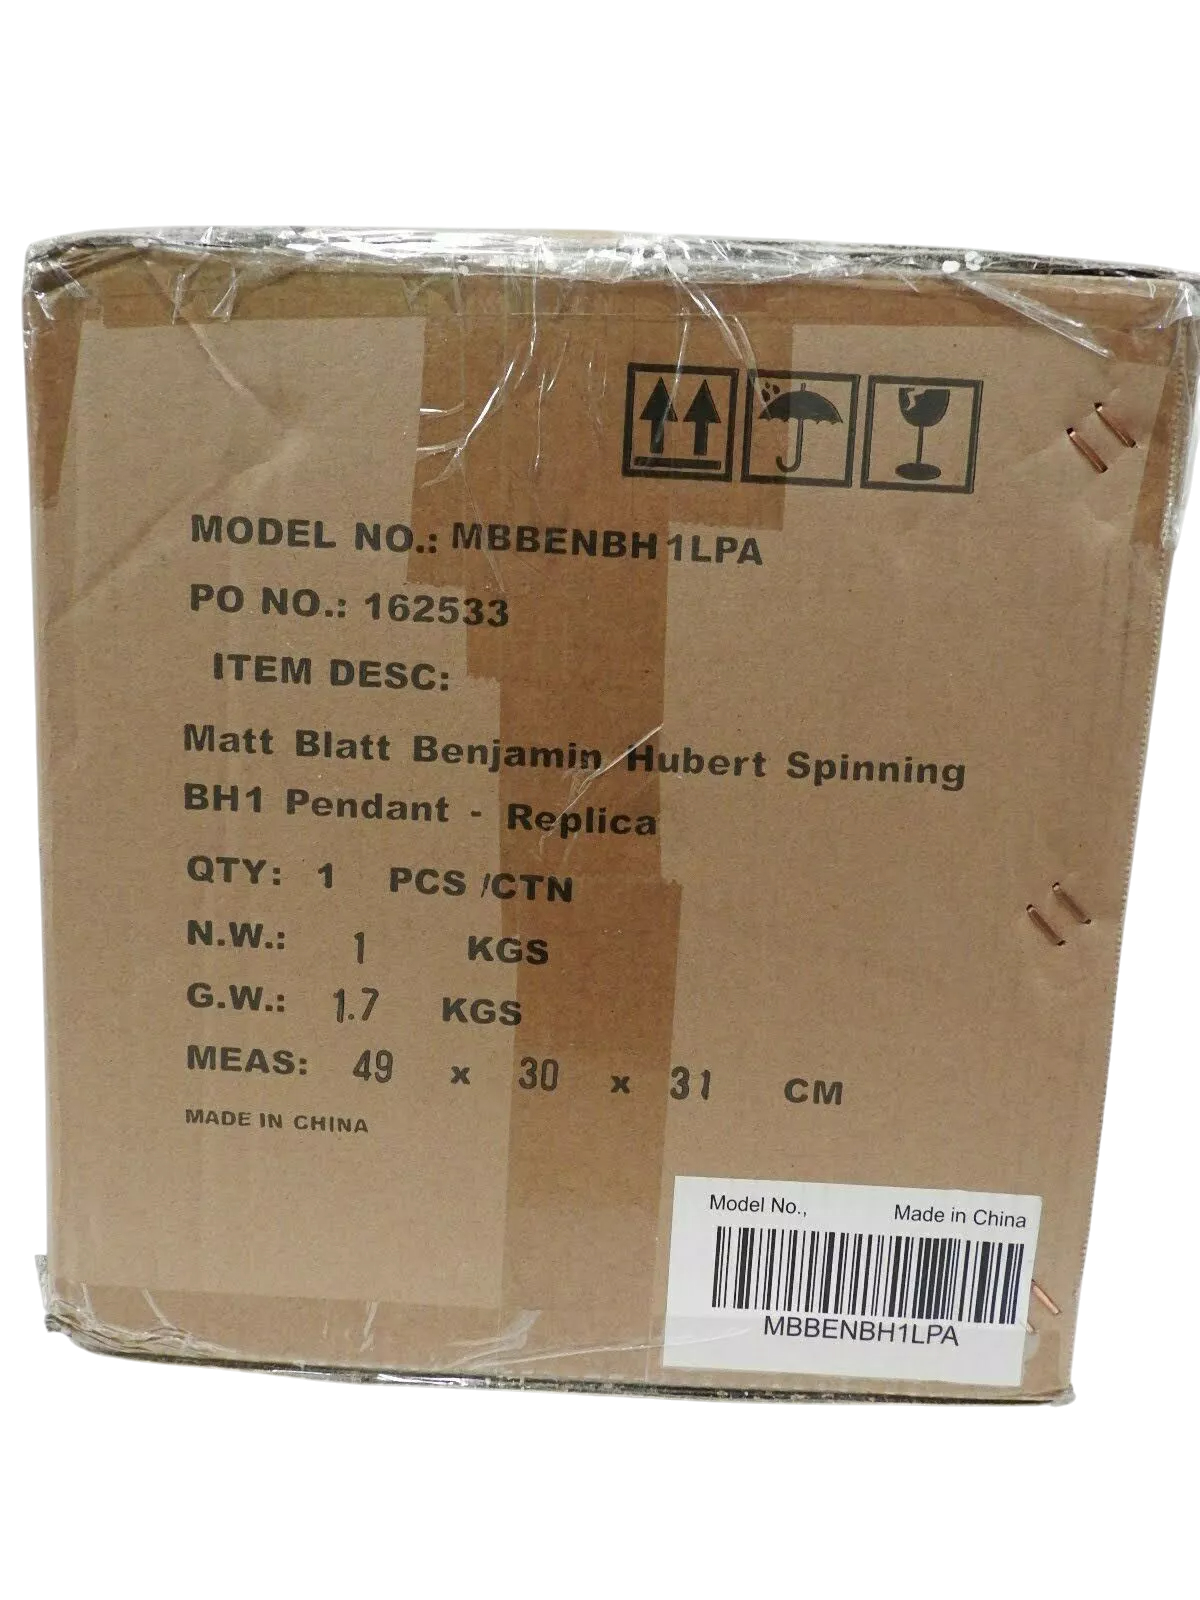 MODEL NO.: MBBENBH1LPA
PO NO.: 162533
ITEM DESC:
Matt Blatt Benjamin Hubert Spinning
BH1 Pendant - Replica
QTY: 1 PCS /CTN
N.W.: 1 KGS
G.W.: 1.7 KGS
MEAS: 49 x 30 x 31 CM
MADE IN CHINA
Model No., Made in China
MBBENBH1LPA